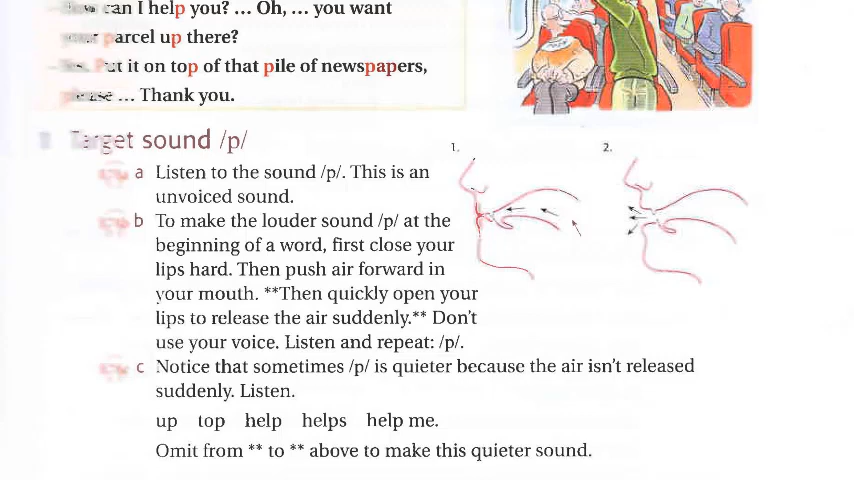 can I help you? ... Oh, ... you want
parcel up there?
it on top of that pile of newspapers,
... Thank you.
Target sound /p/
1.
2.
a Listen to the sound /p/. This is an
unvoiced sound.
b To make the louder sound /p/ at the
beginning of a word, first close your
lips hard. Then push air forward in
your mouth. **Then quickly open your
lips to release the air suddenly.** Don't
use your voice. Listen and repeat: /p/.
c Notice that sometimes /p/ is quieter because the air isn't released
suddenly. Listen.
up top help helps help me.
Omit from ** to ** above to make this quieter sound.